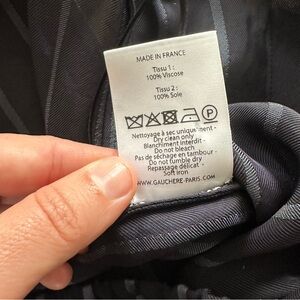 MADE IN FRANCE
Tissu 1 :
100% Viscose
Tissu 2 :
100% Soie
P
Nettoyage à sec uniquement -
Dry clean only
Blanchiment interdit -
Do not bleach
Pas de séchage en tambour -
Do not tumble dry
Repassage délicat -
Soft iron
WWW.GAUCHERE-PARIS.COM